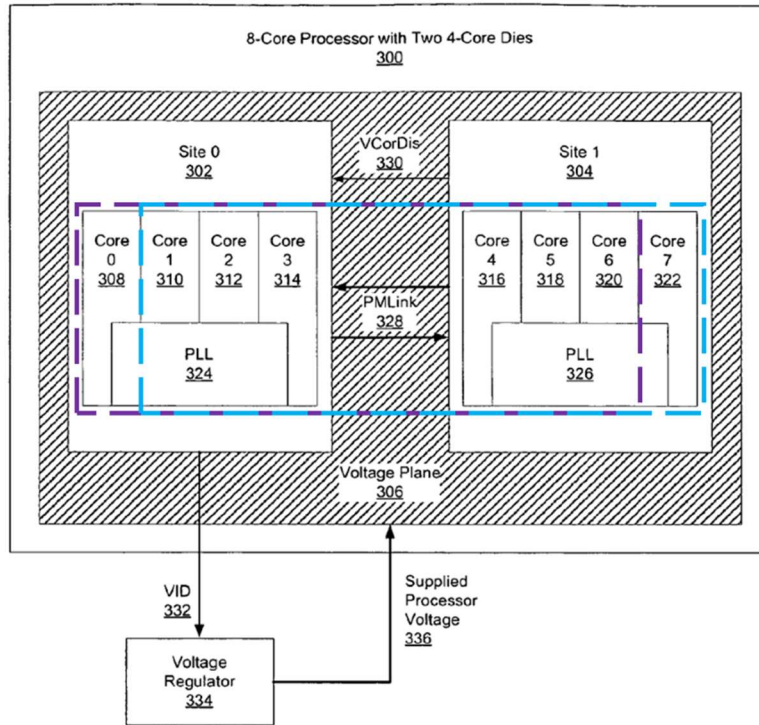 8-Core Processor with Two 4-Core Dies
300
Site 0
302
VCorDis
330
Site 1
304
Core
0
308
Core
1
310
Core
2
312
Core
3
314
PLL
324
PMLink
328
Core
4
316
Core
5
318
Core
6
320
Core
7
322
PLL
326
Voltage Plane
306
VID
332
Supplied
Processor
Voltage
336
Voltage
Regulator
334